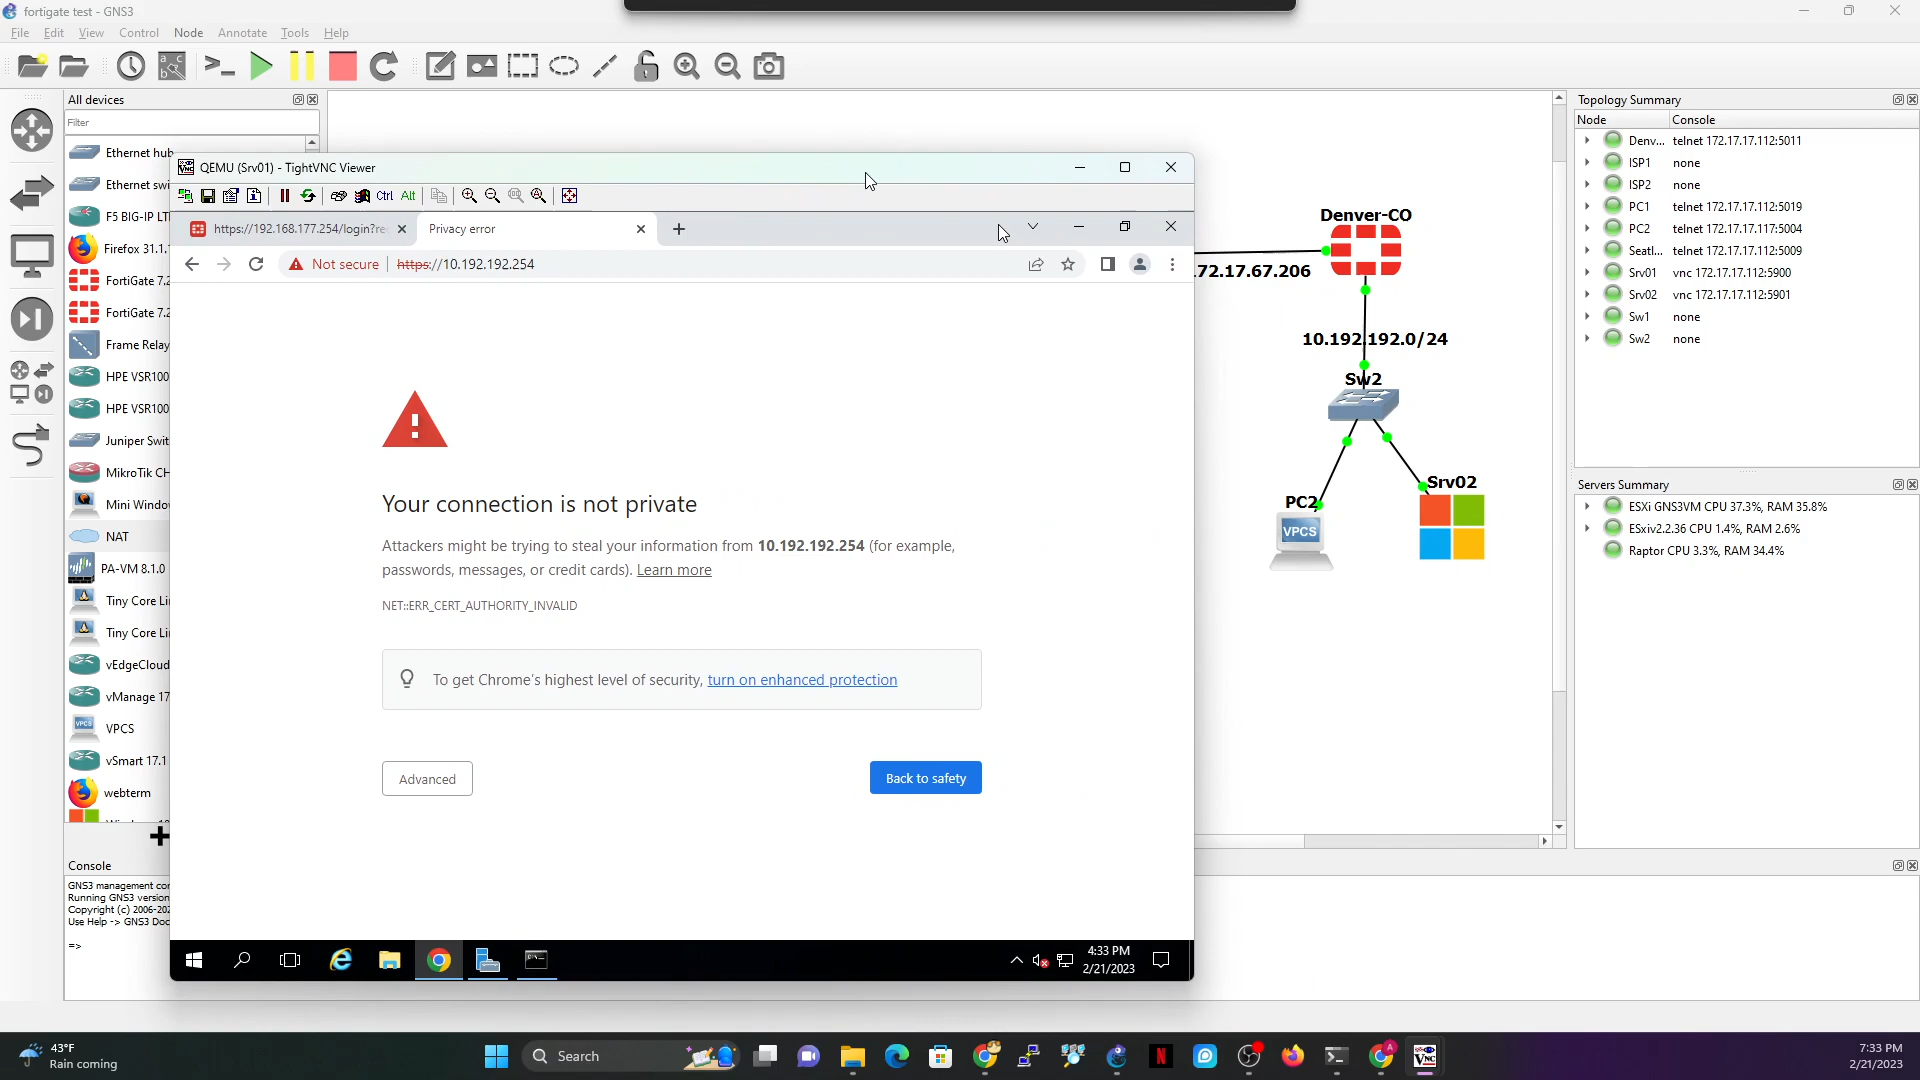 fortigate test - GNS3
File Edit View Control Node Annotate Tools Help
All devices
Filter
Ethernet hub
Ethernet swi
F5 BIG-IP LT
Firefox 31.1.
FortiGate 7.2
FortiGate 7.2
Frame Relay
HPE VSR100
HPE VSR100
Juniper Swit
MikroTik CH
Mini Windo
NAT
PA-VM 8.1.0
Tiny Core Li
Tiny Core Li
vEdgeCloud
vManage 17
VPCS
vSmart 17.1
webterm
Console
GNS3 management con
Running GNS3 version
Copyright (c) 2006-202
Use Help -> GNS3 Doc
=>
QEMU (Srv01) - TightVNC Viewer
Ctrl Alt
https://192.168.177.254/login?re
Privacy error
Not secure
https://10.192.192.254
Your connection is not private
Attackers might be trying to steal your information from 10.192.192.254 (for example,
passwords, messages, or credit cards). Learn more
NET::ERR_CERT_AUTHORITY_INVALID
To get Chrome's highest level of security, turn on enhanced protection
Advanced
Back to safety
4:33 PM
2/21/2023
Denver-CO
72.17.67.206
10.192.192.0/24
Sw2
PC2
VPCS
Srv02
Topology Summary
Node Console
Denv... telnet 172.17.17.112:5011
ISP1 none
ISP2 none
PC1 telnet 172.17.17.112:5019
PC2 telnet 172.17.17.117:5004
Seatl... telnet 172.17.17.112:5009
Srv01 vnc 172.17.17.112:5900
Srv02 vnc 172.17.17.112:5901
Sw1 none
Sw2 none
Servers Summary
ESXi GNS3VM CPU 37.3%, RAM 35.8%
ESxiv2.2.36 CPU 1.4%, RAM 2.6%
Raptor CPU 3.3%, RAM 34.4%
43°F
Rain coming
Search
7:33 PM
2/21/2023